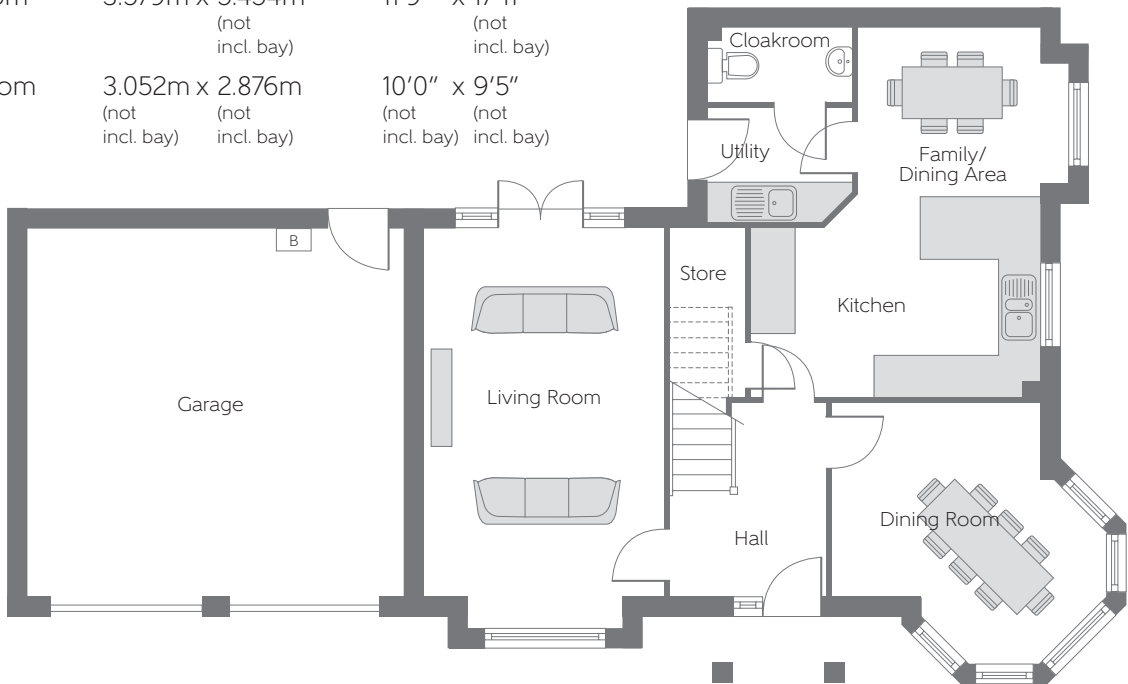 3.579m x 5.454m 11'9" x 17'11"
(not (not
incl. bay) incl. bay)
om 3.052m x 2.876m 10'0" x 9'5"
(not (not (not (not
incl. bay) incl. bay) incl. bay) incl. bay)
Cloakroom
Utility
Family/
Dining Area
B
Store
Kitchen
Garage
Living Room
Dining Room
Hall